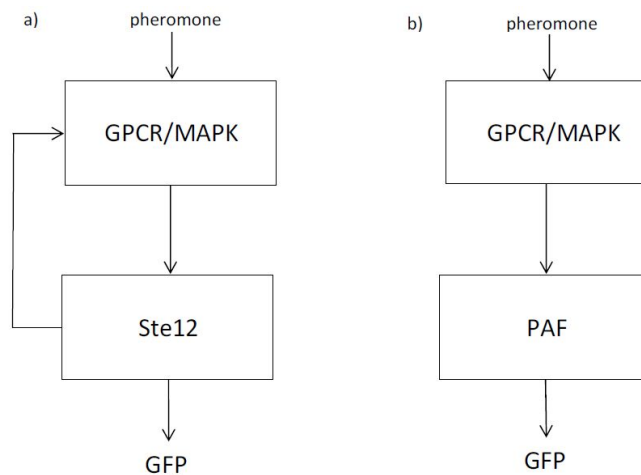 a)
pheromone
GPCR/MAPK
Ste12
GFP
b)
pheromone
GPCR/MAPK
PAF
GFP